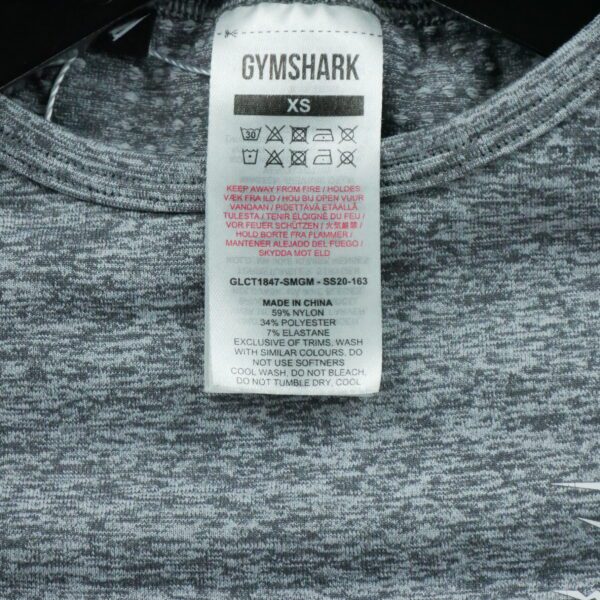 GYMSHARK
XS
30
KEEP AWAY FROM FIRE / HOLDES
VÆK FRA ILD / HOU BIJ OPEN VUUR
VANDAAN / PIDETTÄVÄ ETÄÄLLÄ
TULESTA / TENIR ÉLOIGNÉ DU FEU /
VOR FEUER SCHÜTZEN / 火気厳禁 /
HOLD BORTE FRA FLAMMER /
MANTENER ALEJADO DEL FUEGO /
SKYDDA MOT ELD
GLCT1847-SMGM - SS20-163
MADE IN CHINA
59% NYLON
34% POLYESTER
7% ELASTANE
EXCLUSIVE OF TRIMS. WASH
WITH SIMILAR COLOURS. DO
NOT USE SOFTNERS
COOL WASH, DO NOT BLEACH,
DO NOT TUMBLE DRY, COOL